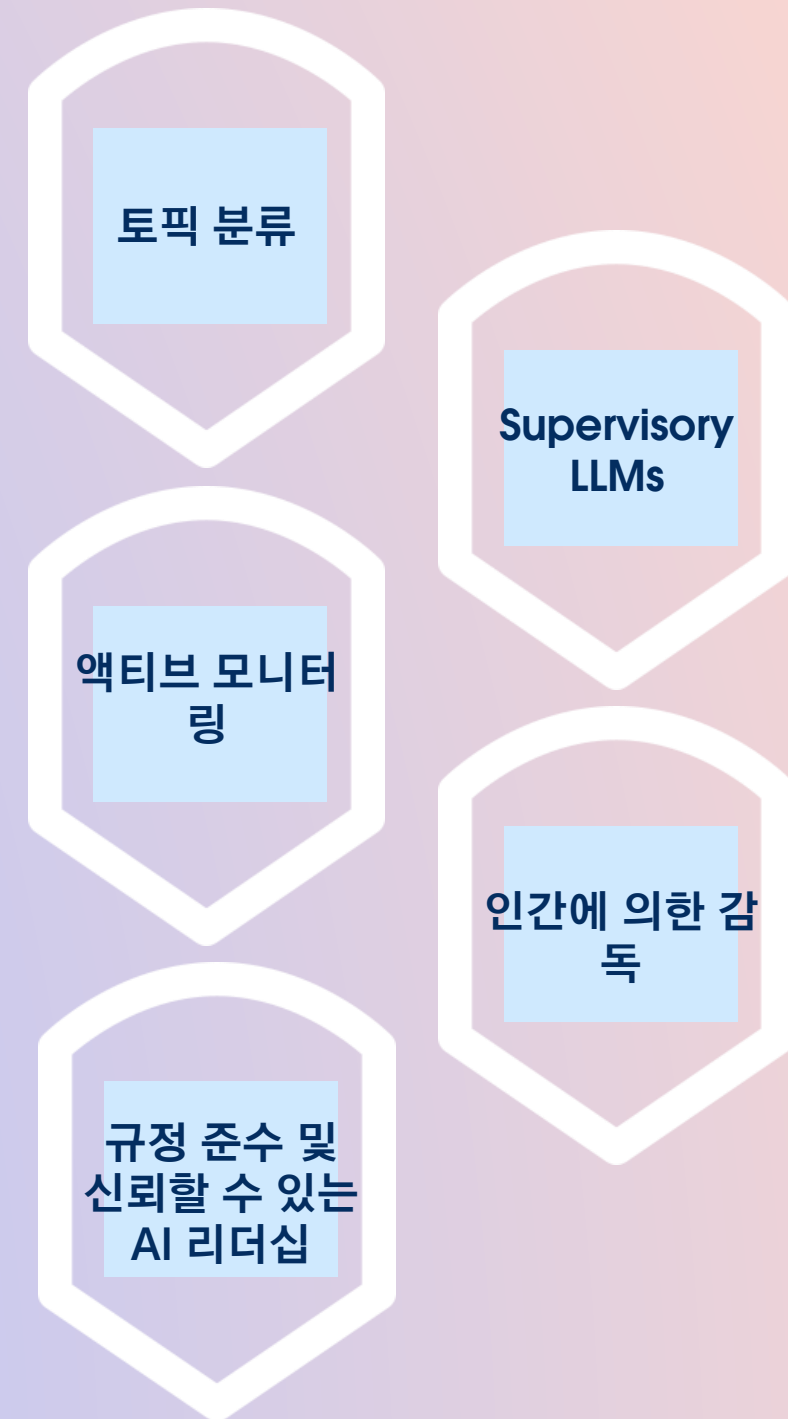 토픽 분류
Supervisory
LLMs
액티브 모니터
링
인간에 의한 감
독
규정 준수 및
신뢰할 수 있는
AI 리더십